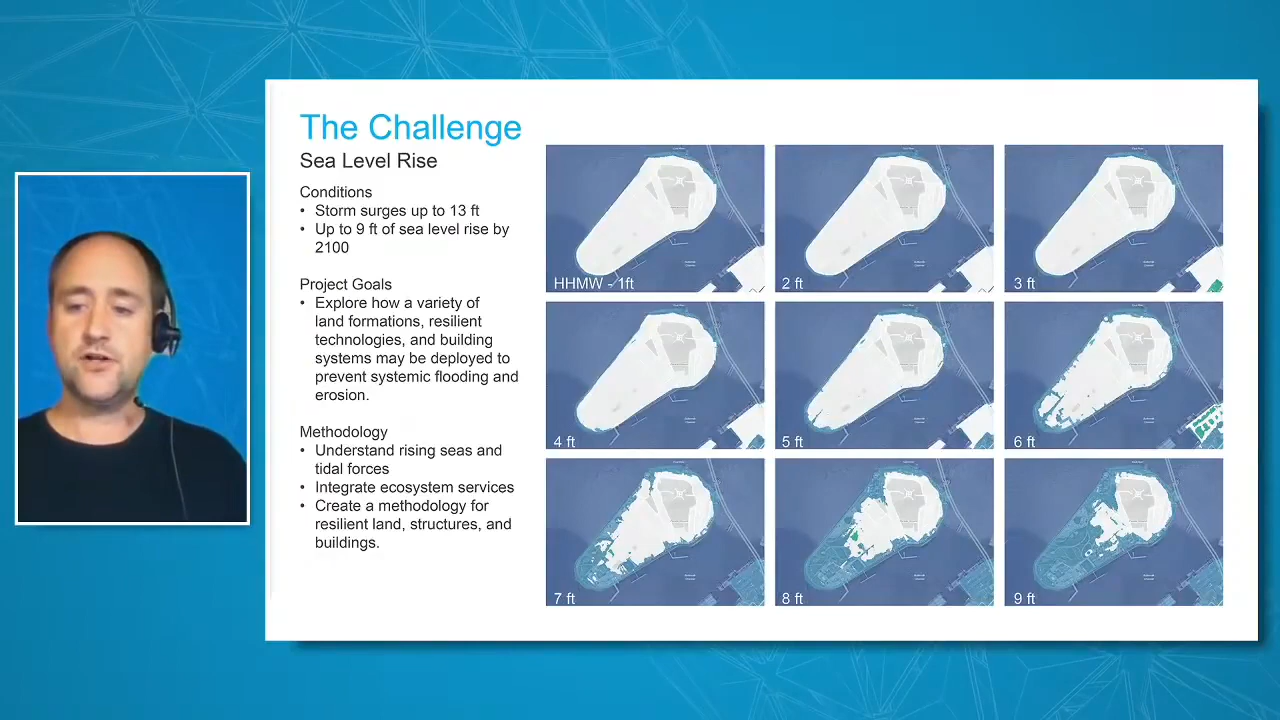 The Challenge
Sea Level Rise
Conditions
• Storm surges up to 13 ft
• Up to 9 ft of sea level rise by
2100
Project Goals
• Explore how a variety of
land formations, resilient
technologies, and building
systems may be deployed to
prevent systemic flooding and
erosion.
Methodology
• Understand rising seas and
tidal forces
• Integrate ecosystem services
• Create a methodology for
resilient land, structures, and
buildings.
HHMW - 1ft
2 ft
3 ft
4 ft
5 ft
6 ft
7 ft
8 ft
9 ft